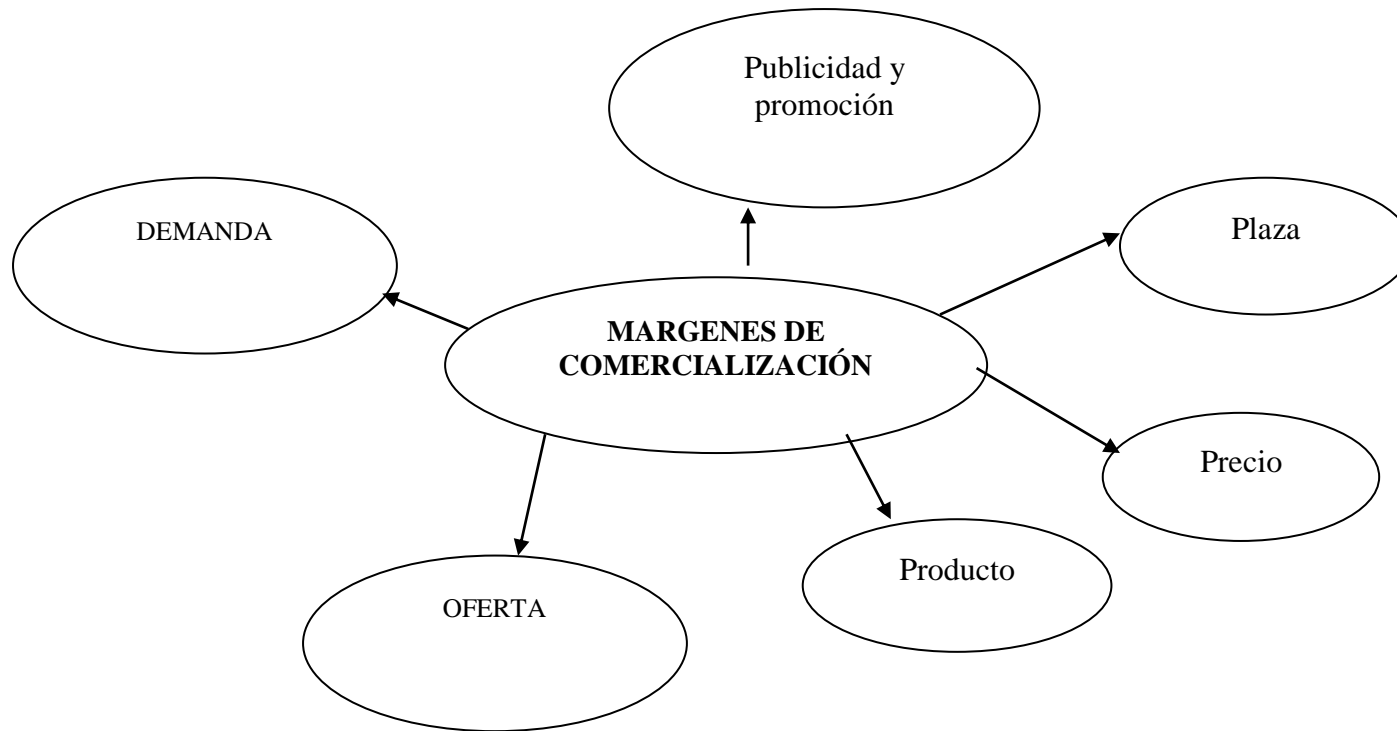 Publicidad y
promoción
DEMANDA
Plaza
MARGENES DE
COMERCIALIZACIÓN
Precio
Producto
OFERTA